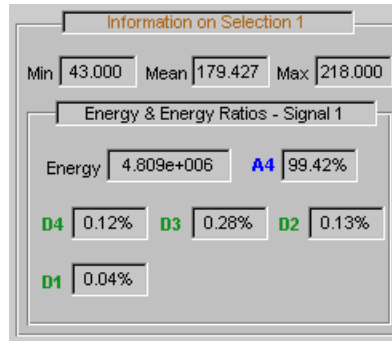 Information on Selection 1
Min 43.000 Mean 179.427 Max 218.000
Energy & Energy Ratios - Signal 1
Energy 4.809e+006 A4 99.42%
D4 0.12% D3 0.28% D2 0.13%
D1 0.04%